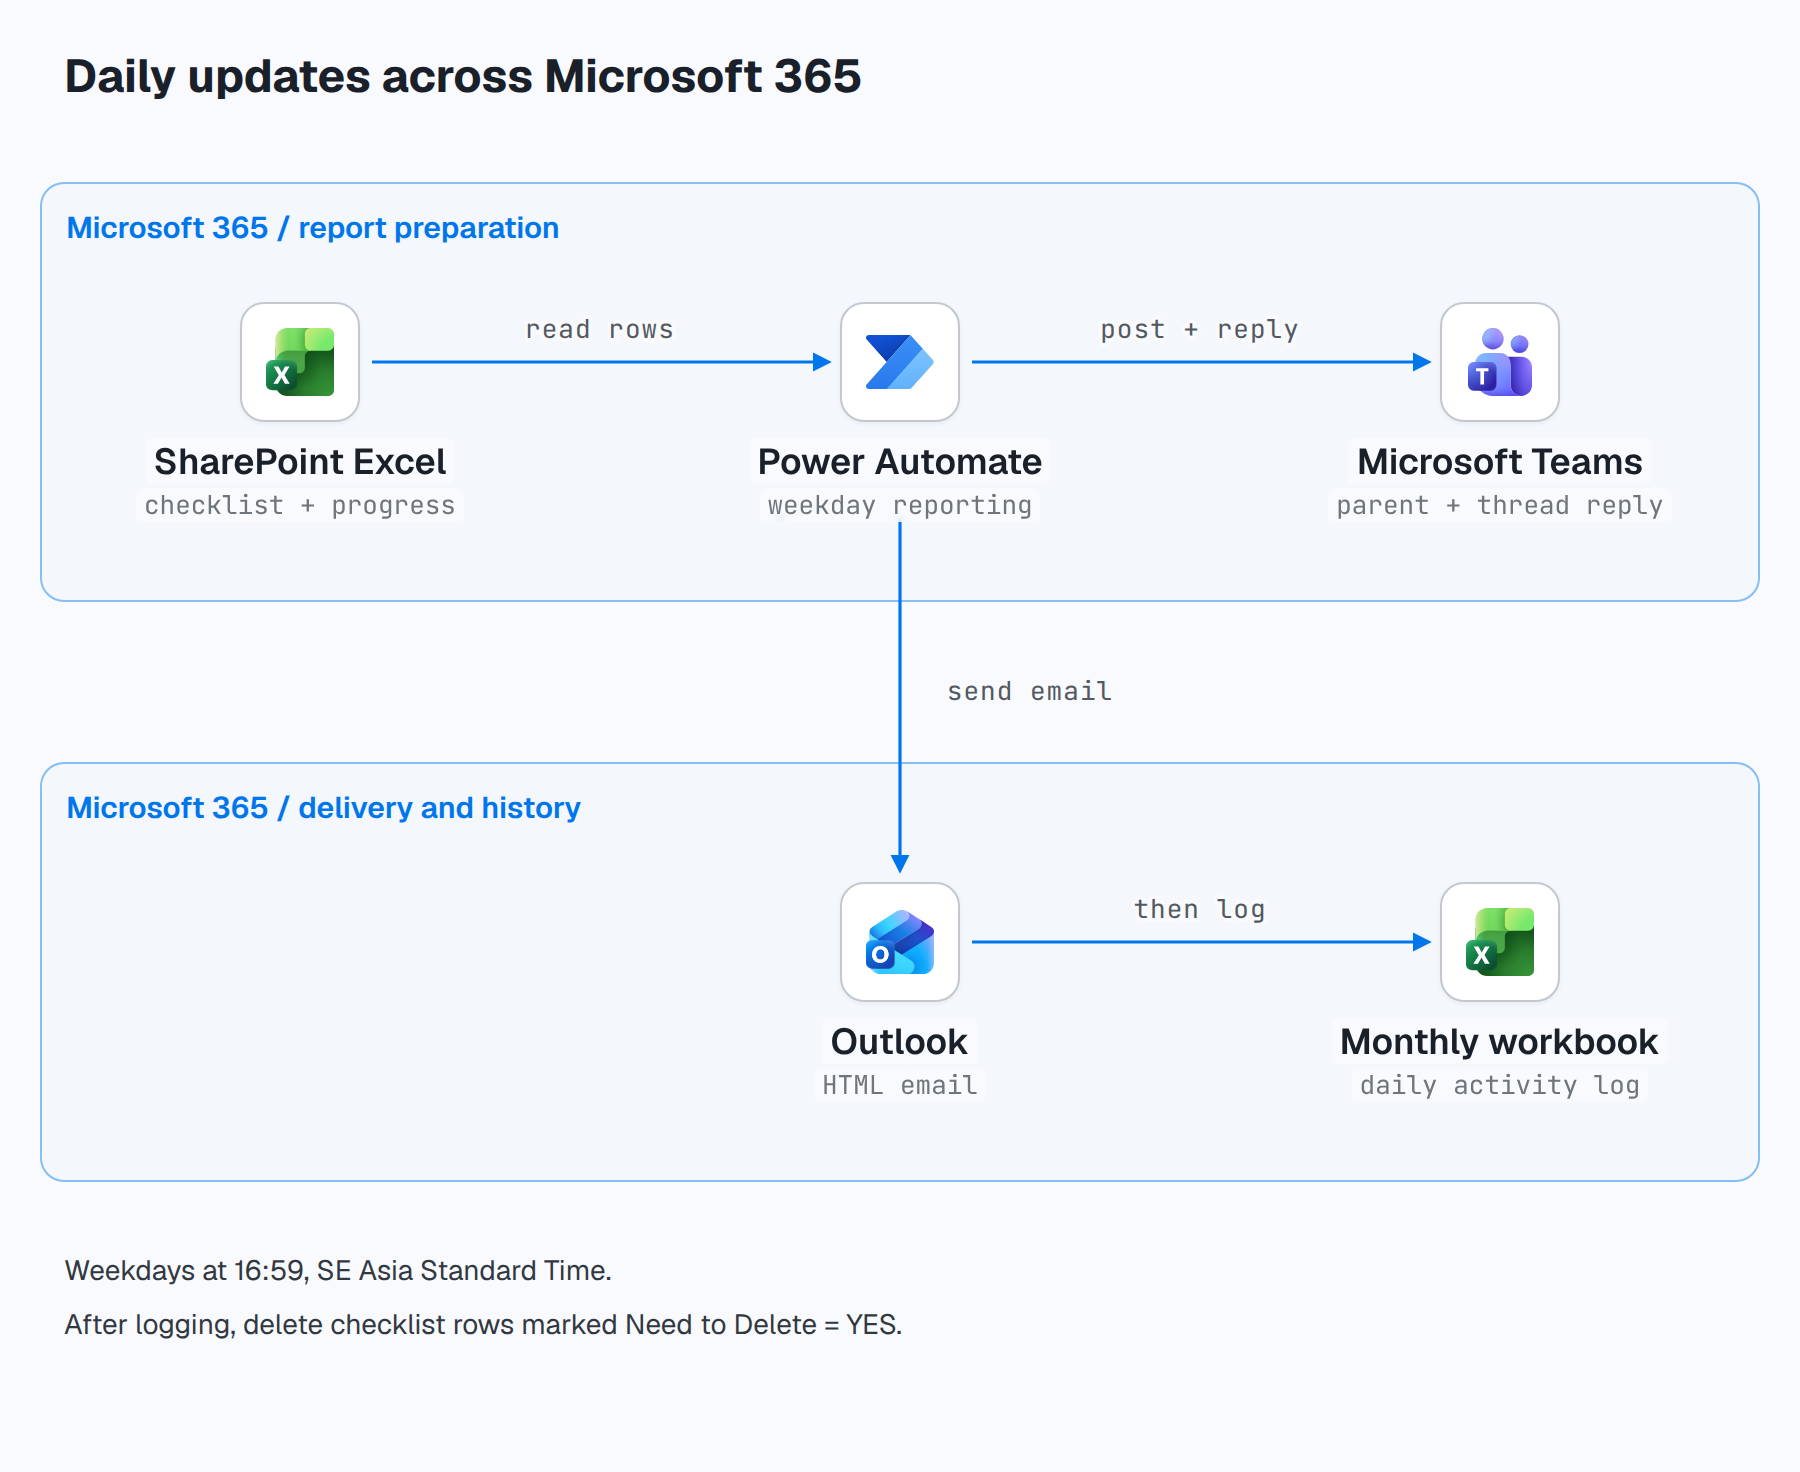 Daily updates across Microsoft 365
Microsoft 365 / report preparation
read rows
post + reply
X
T
SharePoint Excel
Power Automate
Microsoft Teams
checklist + progress
weekday reporting
parent + thread reply
send email
Microsoft 365 / delivery and history
then log
O
X
Outlook
Monthly workbook
HTML email
daily activity log
Weekdays at 16:59, SE Asia Standard Time.
After logging, delete checklist rows marked Need to Delete = YES.